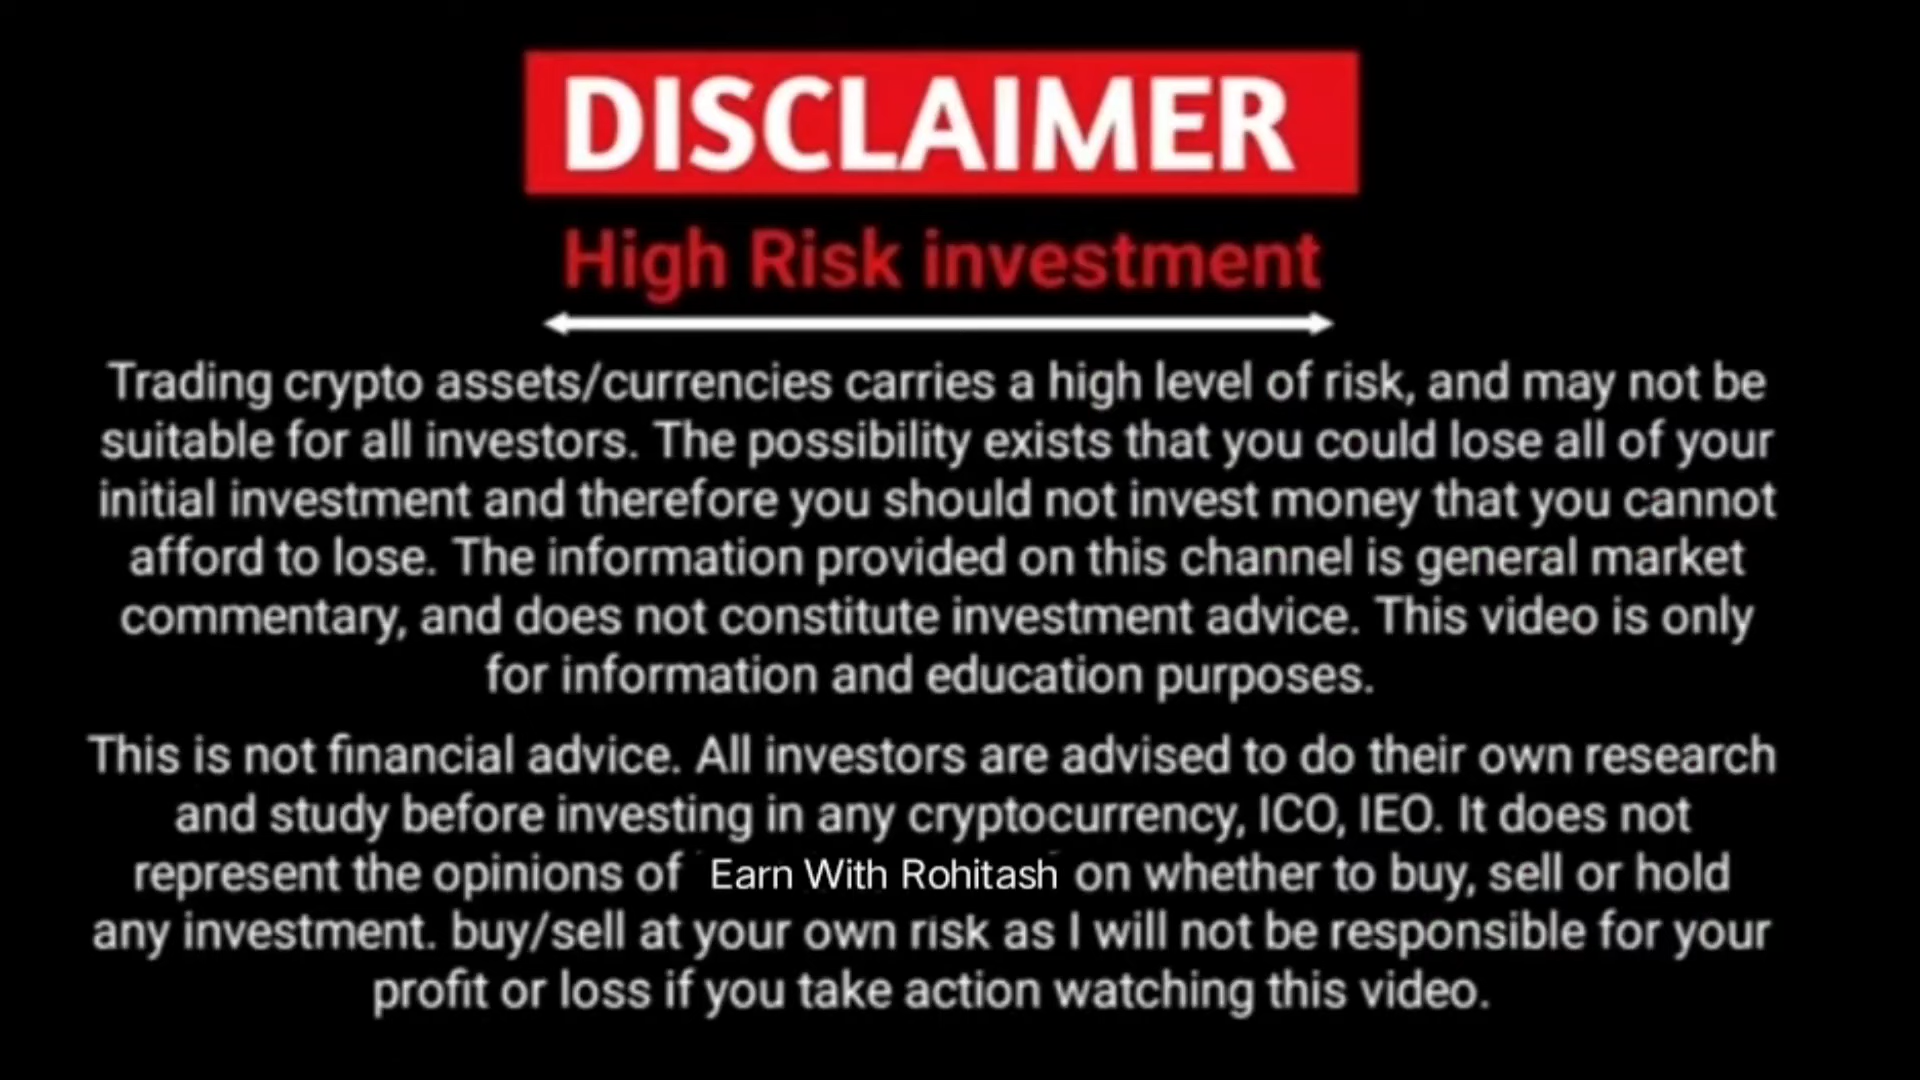 DISCLAIMER
High Risk investment
Trading crypto assets/currencies carries a high level of risk, and may not be
suitable for all investors. The possibility exists that you could lose all of your
initial investment and therefore you should not invest money that you cannot
afford to lose. The information provided on this channel is general market
commentary, and does not constitute investment advice. This video is only
for information and education purposes.
This is not financial advice. All investors are advised to do their own research
and study before investing in any cryptocurrency, ICO, IEO. It does not
represent the opinions of Earn With Rohitash on whether to buy, sell or hold
any investment. buy/sell at your own risk as I will not be responsible for your
profit or loss if you take action watching this video.